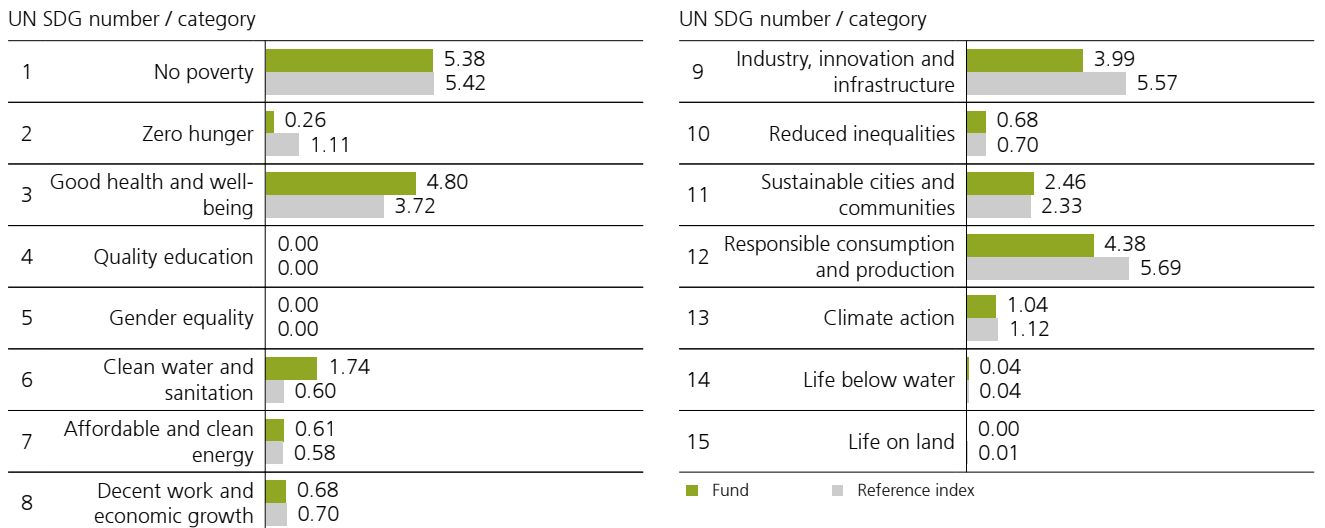 UN SDG number / category
1
No poverty
5.38
5.42
2
Zero hunger
0.26
1.11
3
Good health and well-
being
4.80
3.72
4
Quality education
0.00
0.00
5
Gender equality
0.00
0.00
6
Clean water and
sanitation
1.74
0.60
7
Affordable and clean
energy
0.61
0.58
8
Decent work and
economic growth
0.68
0.70
UN SDG number / category
9
Industry, innovation and
infrastructure
3.99
5.57
10
Reduced inequalities
0.68
0.70
11
Sustainable cities and
communities
2.46
2.33
12
Responsible consumption
and production
4.38
5.69
13
Climate action
1.04
1.12
14
Life below water
0.04
0.04
15
Life on land
0.00
0.01
Fund
Reference index